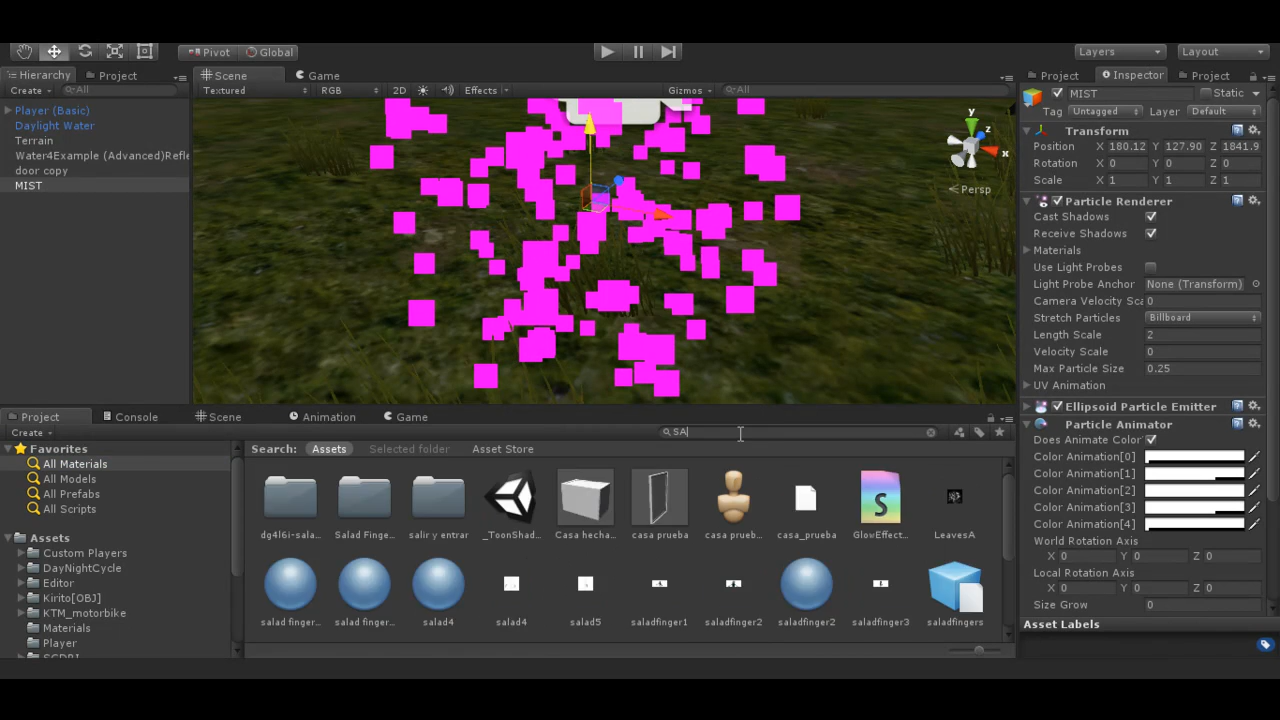 Pivot Global Layers Layout
Hierarchy Project Scene Game Project Inspector Project
Create All Textured RGB 2D Effects Gizmos All MIST Static
Tag Untagged Layer Default
Player (Basic)
Daylight Water
Terrain
Water4Example (Advanced)Refle
door copy
MIST
y
z
x
Persp
Transform
Position X 180.12 Y 127.90 Z 1841.9
Rotation X 0 Y 0 Z 0
Scale X 1 Y 1 Z 1
Particle Renderer
Cast Shadows
Receive Shadows
Materials
Use Light Probes
Light Probe Anchor None (Transform)
Camera Velocity Sca 0
Stretch Particles Billboard
Length Scale 2
Velocity Scale 0
Max Particle Size 0.25
UV Animation
Ellipsoid Particle Emitter
Particle Animator
Does Animate Color
Color Animation[0]
Color Animation[1]
Color Animation[2]
Color Animation[3]
Color Animation[4]
World Rotation Axis
X 0 Y 0 Z 0
Local Rotation Axis
X 0 Y 0 Z 0
Size Grow 0
Asset Labels
Project Console Scene Animation Game
Create SA
Favorites
All Materials
All Models
All Prefabs
All Scripts
Assets
Custom Players
DayNightCycle
Editor
Kirito[OBJ]
KTM_motorbike
Materials
Player
Search: Assets Selected folder Asset Store
dg4l6i-sala... Salad Finge... salir y entrar _ToonShad... Casa hecha... casa prueba casa prueb... casa_prueba GlowEffect... LeavesA
salad finger... salad finger... salad4 salad4 salad5 saladfinger1 saladfinger2 saladfinger2 saladfinger3 saladfingers